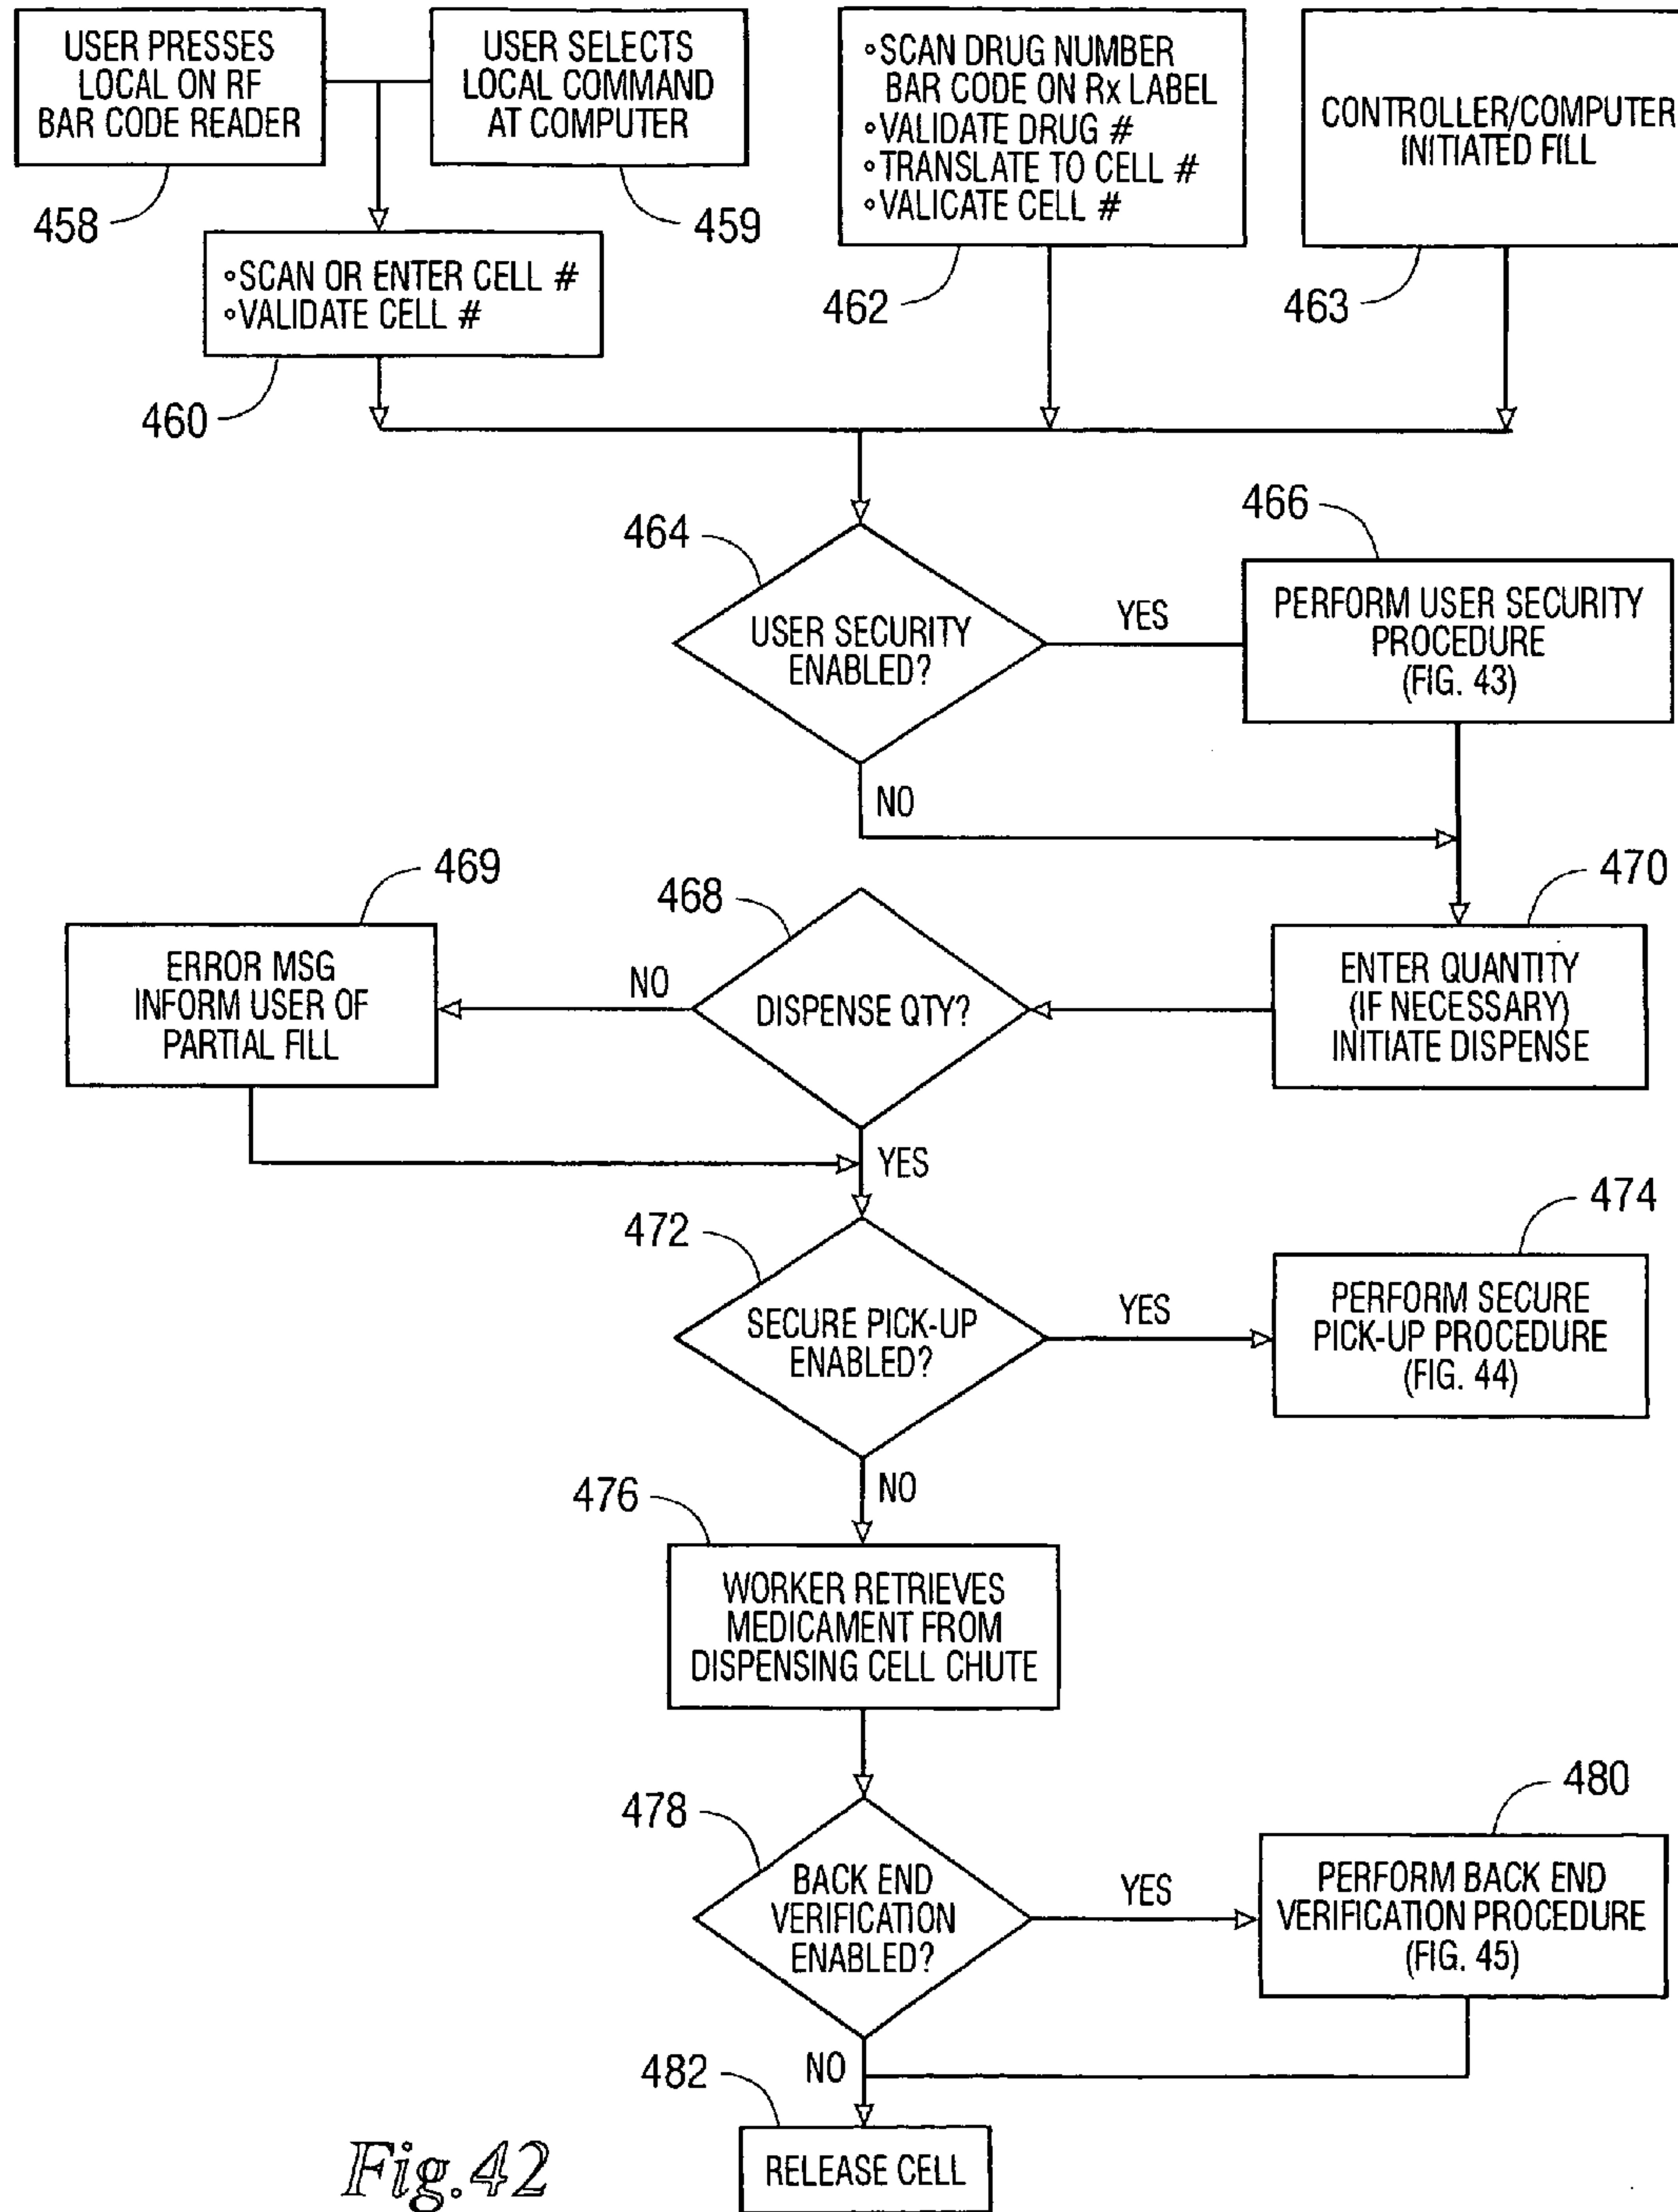 USER PRESSES
LOCAL ON RF
BAR CODE READER
458
USER SELECTS
LOCAL COMMAND
AT COMPUTER
459
∘SCAN DRUG NUMBER
BAR CODE ON Rx LABEL
∘VALIDATE DRUG #
∘TRANSLATE TO CELL #
∘VALICATE CELL #
462
CONTROLLER/COMPUTER
INITIATED FILL
463
∘SCAN OR ENTER CELL #
∘VALIDATE CELL #
460
464
USER SECURITY
ENABLED?
YES
NO
466
PERFORM USER SECURITY
PROCEDURE
(FIG. 43)
470
ENTER QUANTITY
(IF NECESSARY)
INITIATE DISPENSE
468
DISPENSE QTY?
NO
YES
469
ERROR MSG
INFORM USER OF
PARTIAL FILL
472
SECURE PICK-UP
ENABLED?
YES
NO
474
PERFORM SECURE
PICK-UP PROCEDURE
(FIG. 44)
476
WORKER RETRIEVES
MEDICAMENT FROM
DISPENSING CELL CHUTE
478
BACK END
VERIFICATION
ENABLED?
YES
NO
480
PERFORM BACK END
VERIFICATION PROCEDURE
(FIG. 45)
482
RELEASE CELL
Fig.42